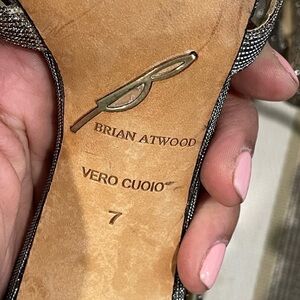 BRIAN ATWOOD
VERO CUOIO
7